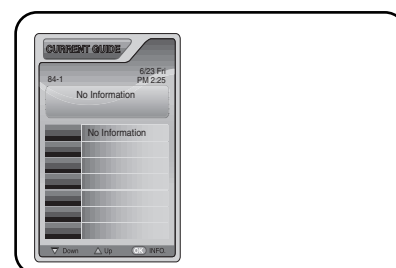 CURRENT GUIDE
6/23 Fri
84-1 PM 2:25
No Information
No Information
▽ Down △ Up OK INFO.